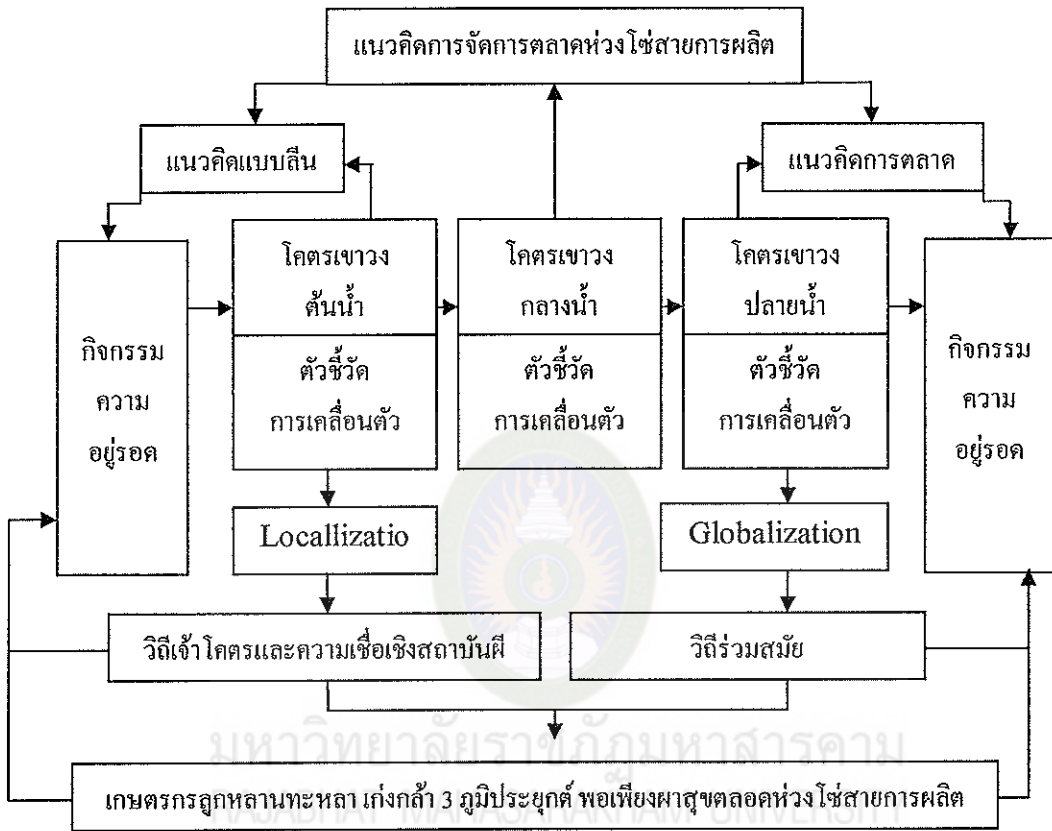 แนวคิดการจัดการตลาดห่วงโซ่สายการผลิต
แนวคิดแบบลีน
แนวคิดการตลาด
กิจกรรม
ความ
อยู่รอด
โคตรเขาวง
ต้นน้ำ
ตัวชี้วัด
การเคลื่อนตัว
โคตรเขาวง
กลางน้ำ
ตัวชี้วัด
การเคลื่อนตัว
โคตรเขาวง
ปลายน้ำ
ตัวชี้วัด
การเคลื่อนตัว
กิจกรรม
ความ
อยู่รอด
Locallizatio
Globalization
วิถีเจ้าโคตรและความเชื่อเชิงสถาบันผี
วิถีร่วมสมัย
มหาวิทยาลัยราชภัฏมหาสารคาม
เกษตรกรลูกหลานทะหลา เก่งกล้า 3 ภูมิประยุกต์ พอเพียงผาสุขตลอดห่วงโซ่สายการผลิต
RAJABHAT MAHASARAKHAM UNIVERSITY